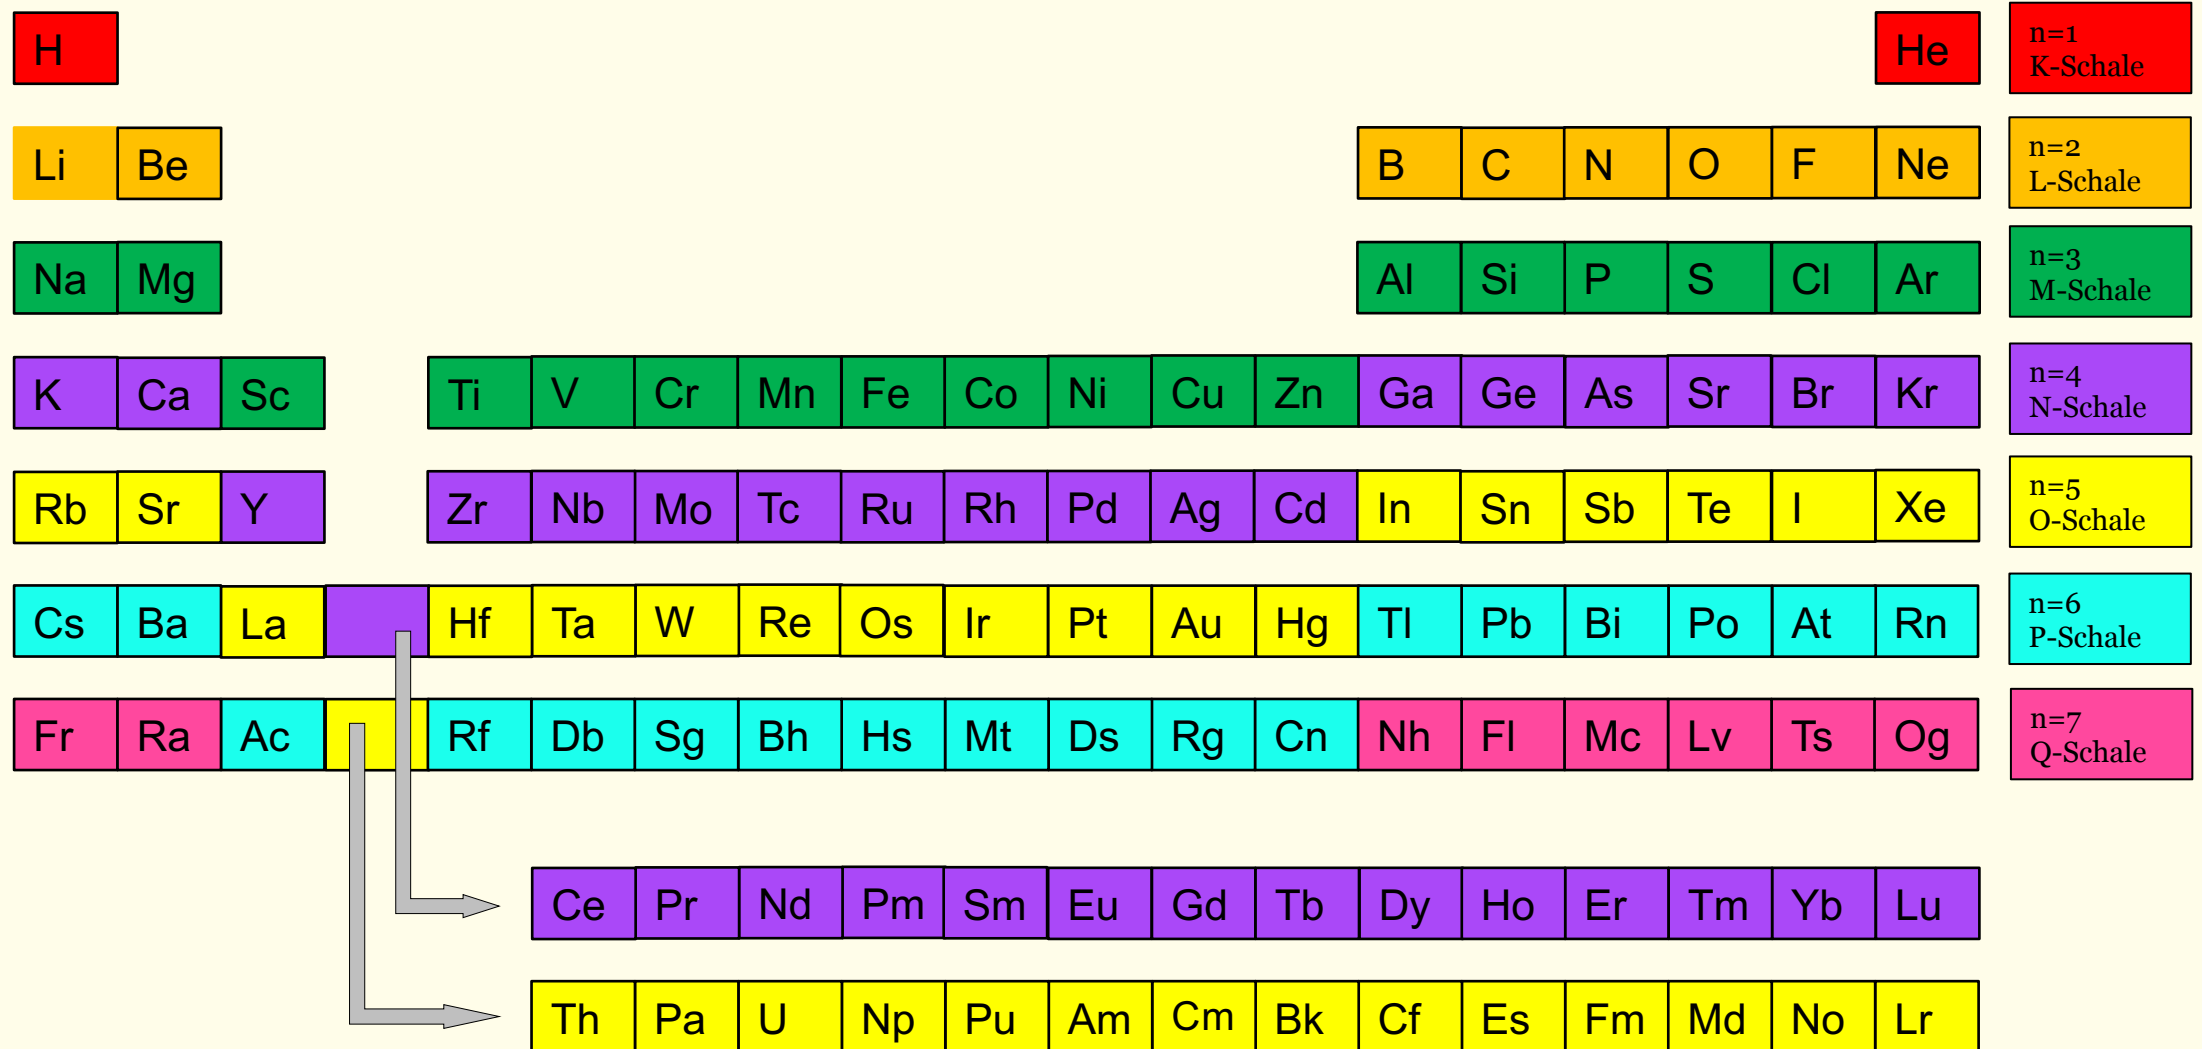 H He n=1
K-Schale
Li Be B C N O F Ne n=2
L-Schale
Na Mg Al Si P S Cl Ar n=3
M-Schale
K Ca Sc Ti V Cr Mn Fe Co Ni Cu Zn Ga Ge As Sr Br Kr n=4
N-Schale
Rb Sr Y Zr Nb Mo Tc Ru Rh Pd Ag Cd In Sn Sb Te I Xe n=5
O-Schale
Cs Ba La Hf Ta W Re Os Ir Pt Au Hg Tl Pb Bi Po At Rn n=6
P-Schale
Fr Ra Ac Rf Db Sg Bh Hs Mt Ds Rg Cn Nh Fl Mc Lv Ts Og n=7
Q-Schale
Ce Pr Nd Pm Sm Eu Gd Tb Dy Ho Er Tm Yb Lu
Th Pa U Np Pu Am Cm Bk Cf Es Fm Md No Lr